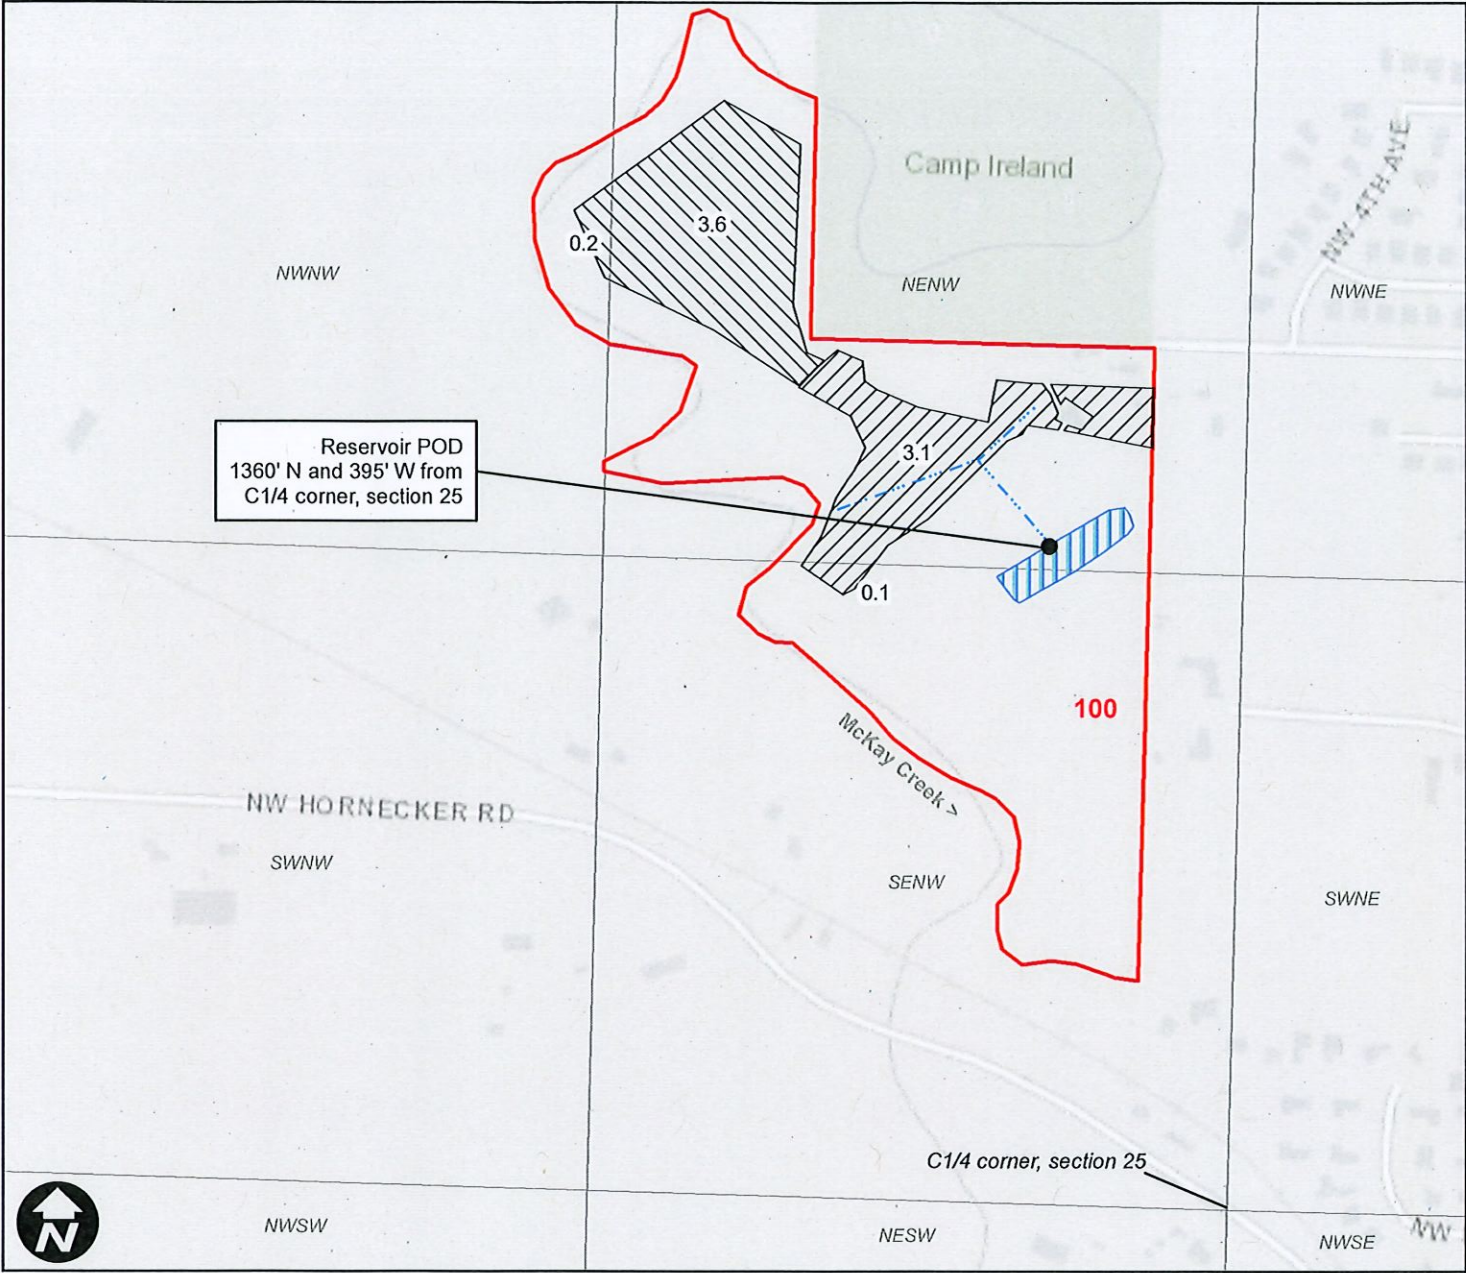 Camp Ireland
NW 4TH AVE
3.6
0.2
NWNW
NENW
NWNE
Reservoir POD
1360' N and 395' W from
C1/4 corner, section 25
3.1
0.1
100
McKay Creek >
NW HORNECKER RD
SWNW
SENW
SWNE
C1/4 corner, section 25
N
NWSW
NESW
NWSE
NW